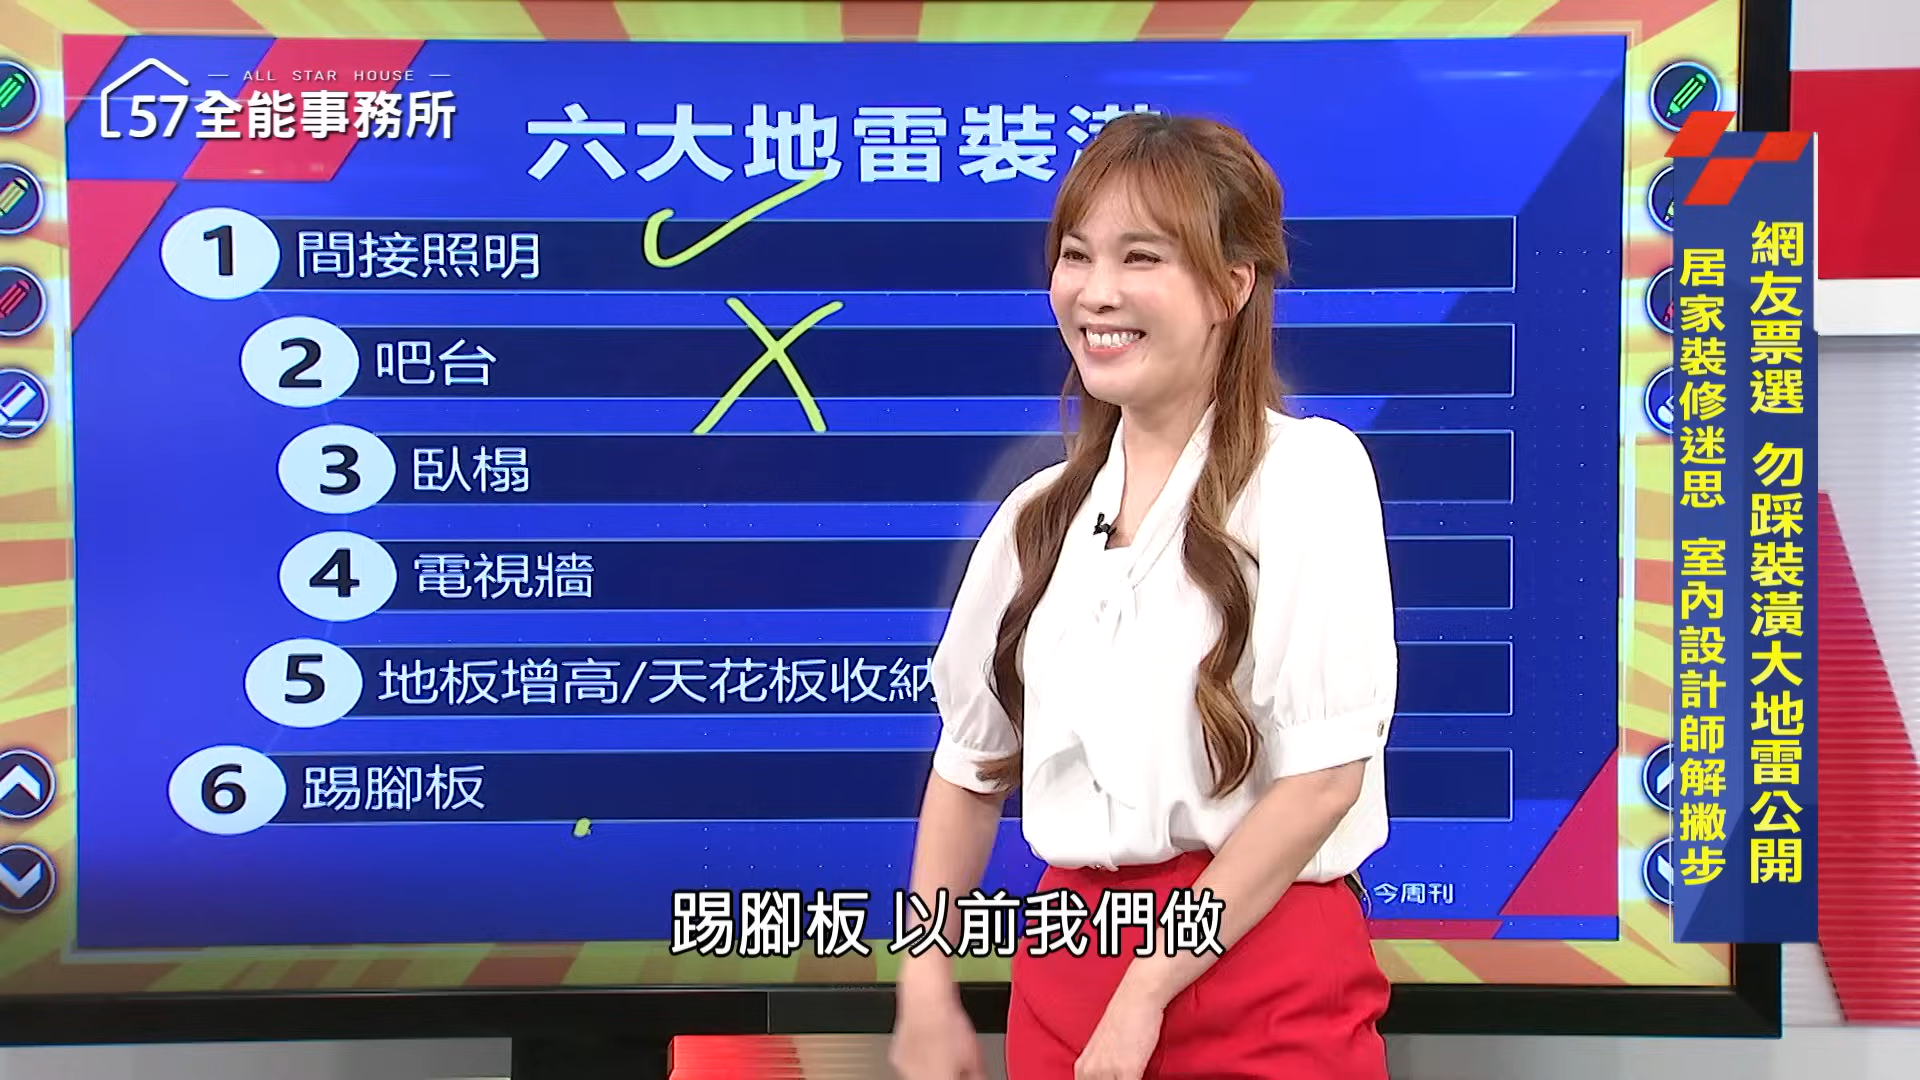 ALL STAR HOUSE
57全能事務所
六大地雷裝潢
1 間接照明
2 吧台
3 臥榻
4 電視牆
5 地板增高/天花板收納
6 踢腳板
今周刊
網友票選 勿踩裝潢大地雷公開
居家裝修迷思 室內設計師解撇步
踢腳板 以前我們做